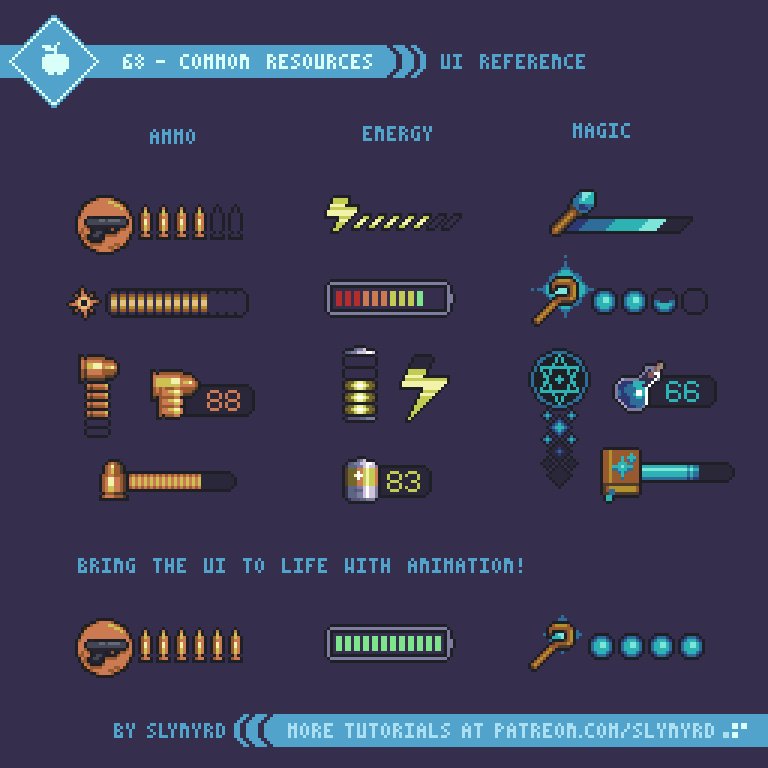 68 - COMMON RESOURCES UI REFERENCE
AMMO ENERGY MAGIC
88
66
83
BRING THE UI TO LIFE WITH ANIMATION!
BY SLYNYRD MORE TUTORIALS AT PATREON.COM/SLYNYRD